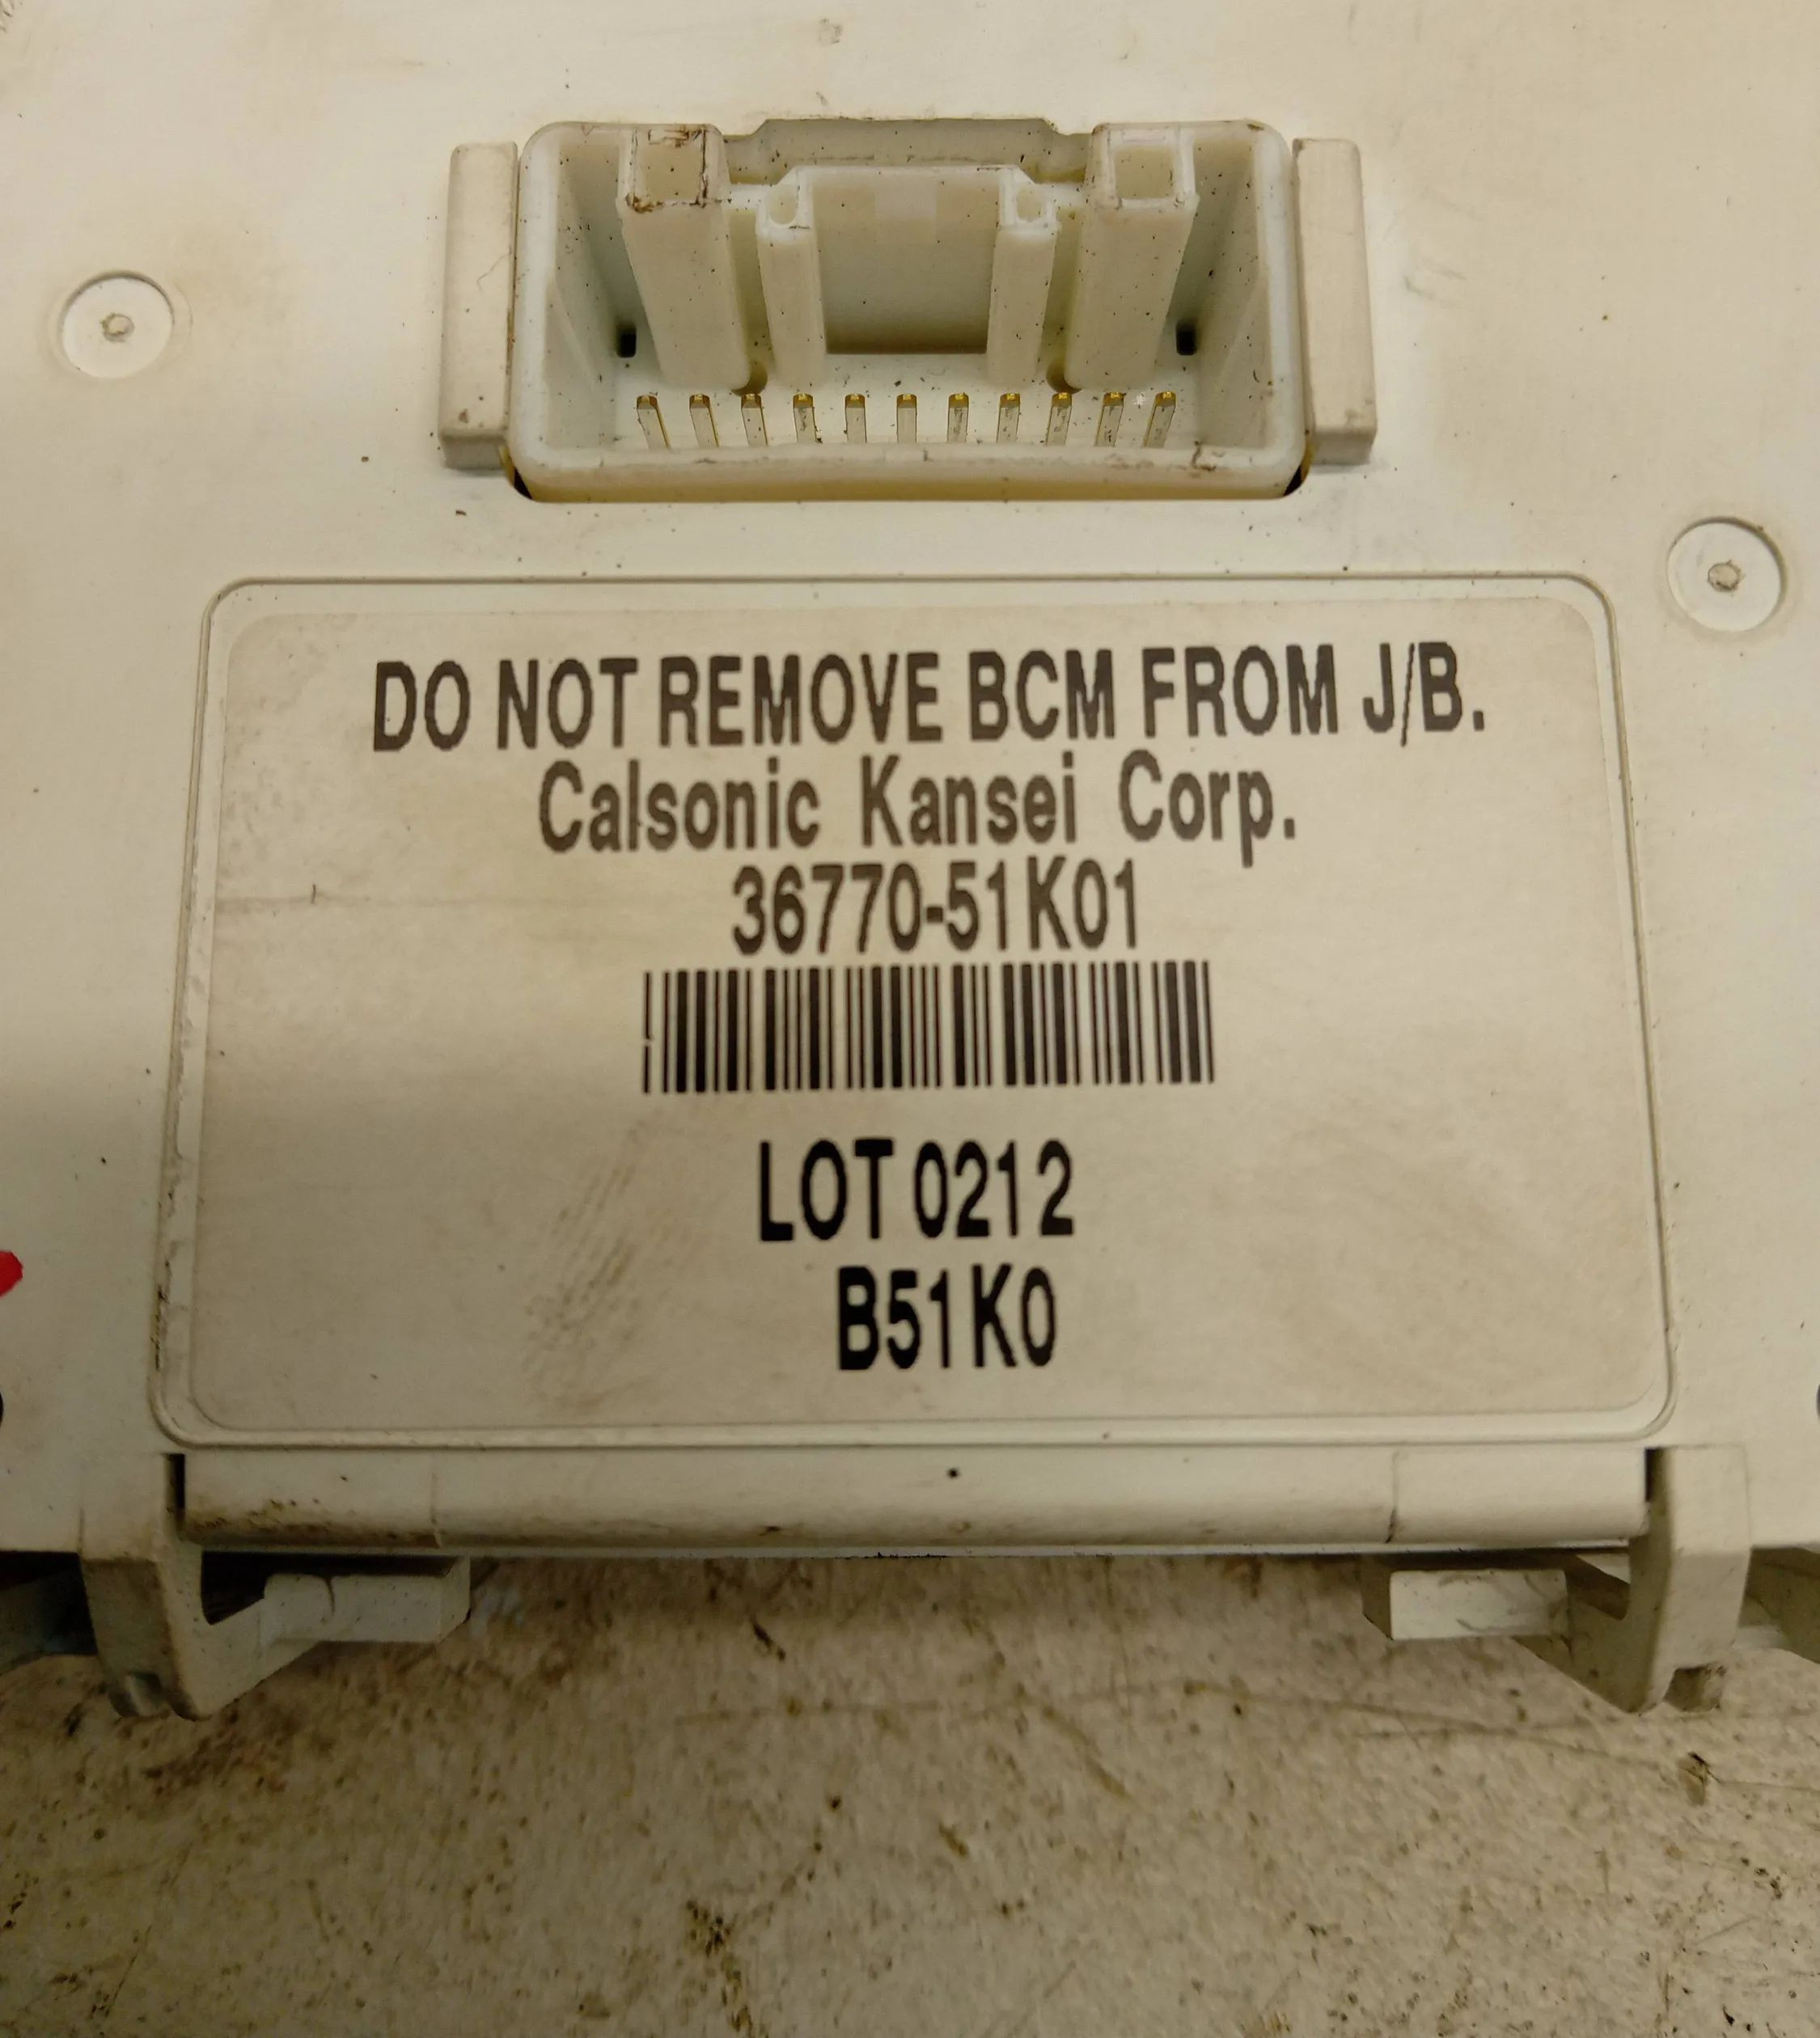 DO NOT REMOVE BCM FROM J/B.
Calsonic Kansei Corp.
36770-51K01
LOT 0212
B51K0